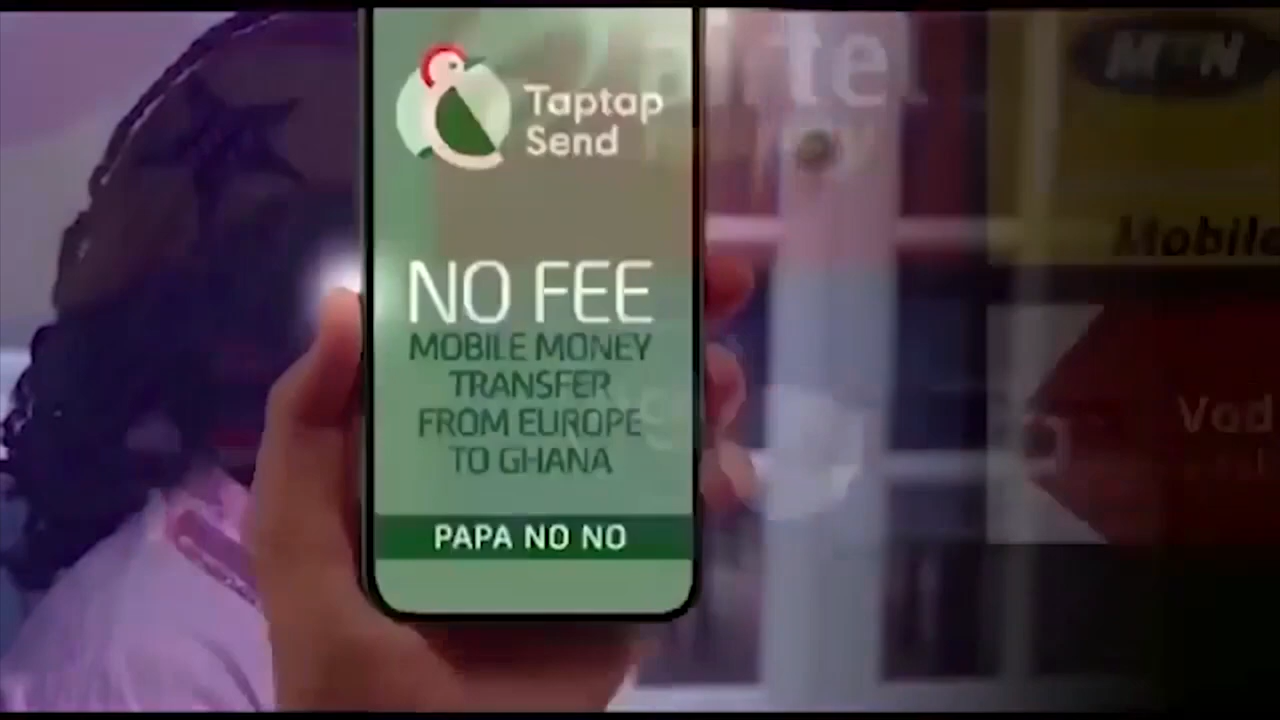 Taptap
Send
NO FEE
MOBILE MONEY
TRANSFER
FROM EUROPE
TO GHANA
PAPA NO NO
MTN
Mobile